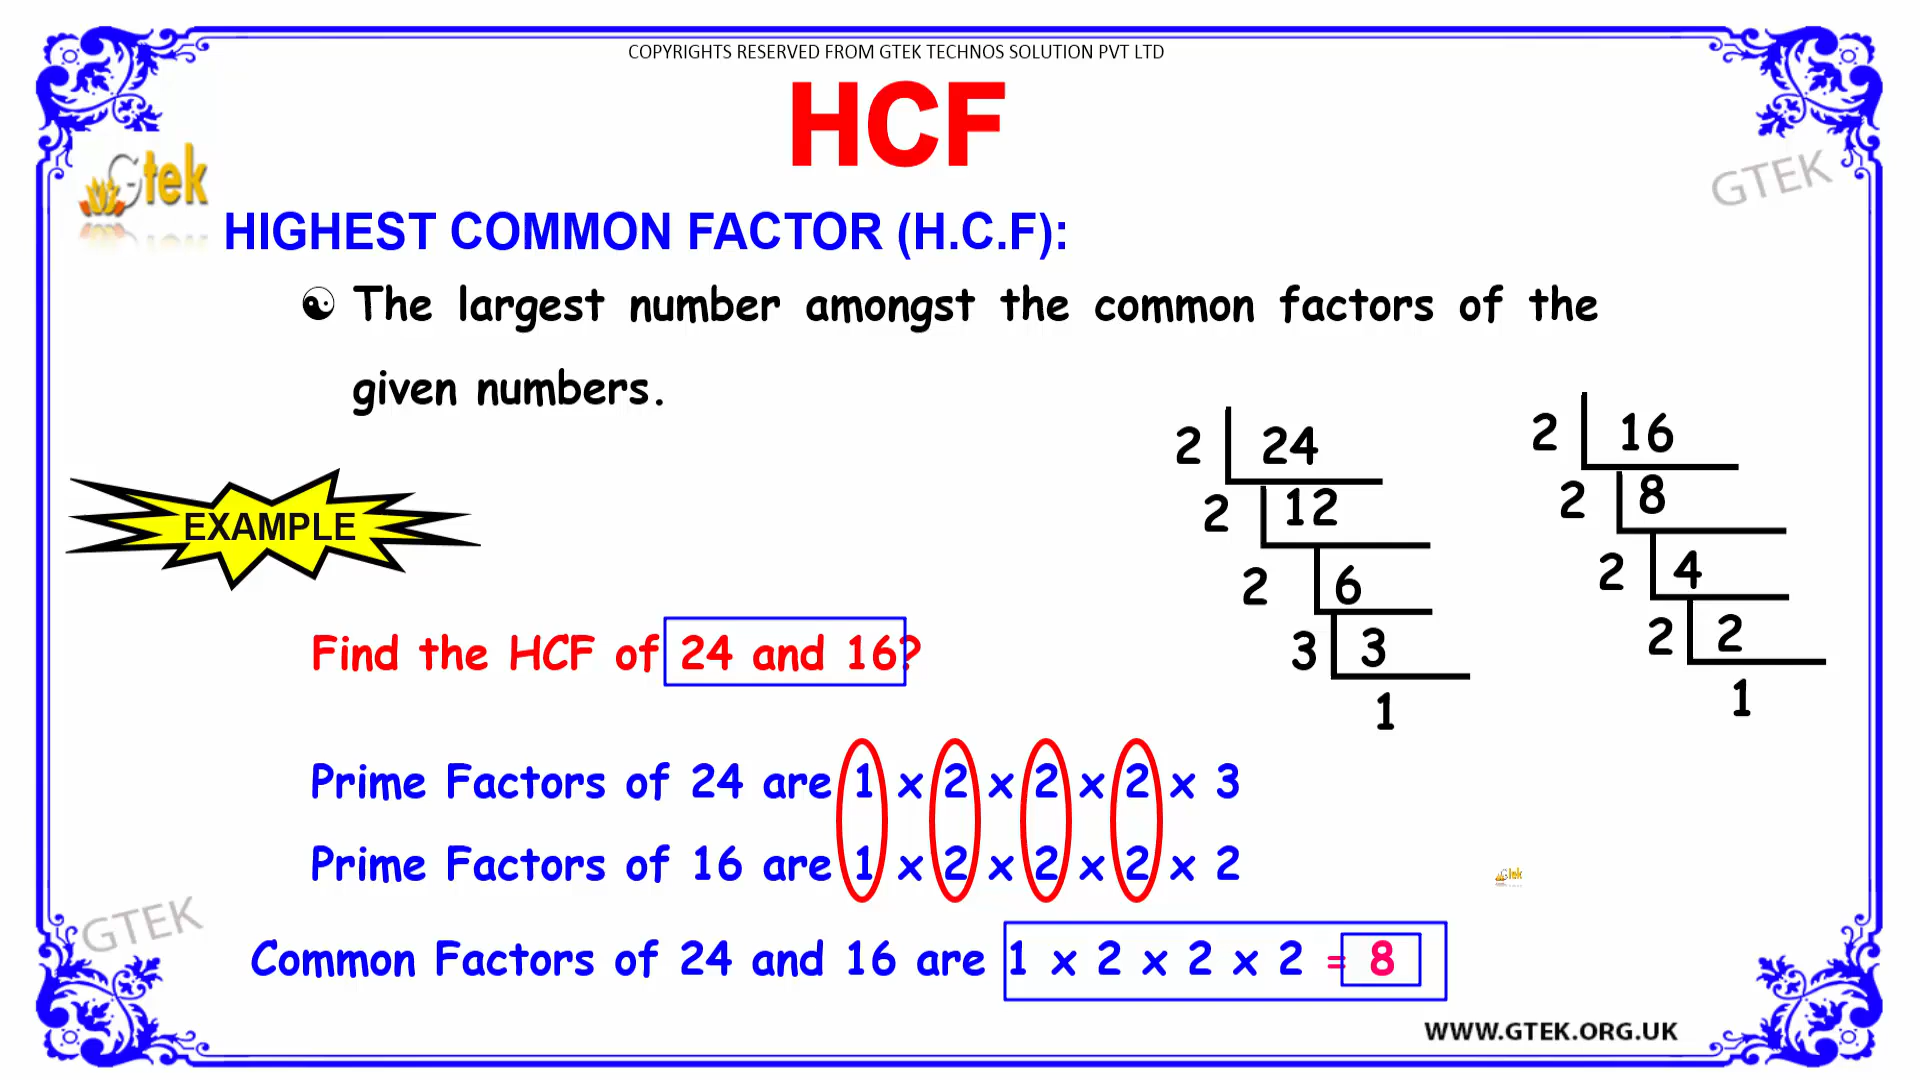 COPYRIGHTS RESERVED FROM GTEK TECHNOS SOLUTION PVT LTD
HCF
Gtek
GTEK
HIGHEST COMMON FACTOR (H.C.F):
The largest number amongst the common factors of the
given numbers.
2 24
2 12
2 6
3 3
1
2 16
2 8
2 4
2 2
1
EXAMPLE
Find the HCF of 24 and 16?
Prime Factors of 24 are 1 x 2 x 2 x 2 x 3
Prime Factors of 16 are 1 x 2 x 2 x 2 x 2
Gtek
GTEK
Common Factors of 24 and 16 are 1 x 2 x 2 x 2 = 8
WWW.GTEK.ORG.UK